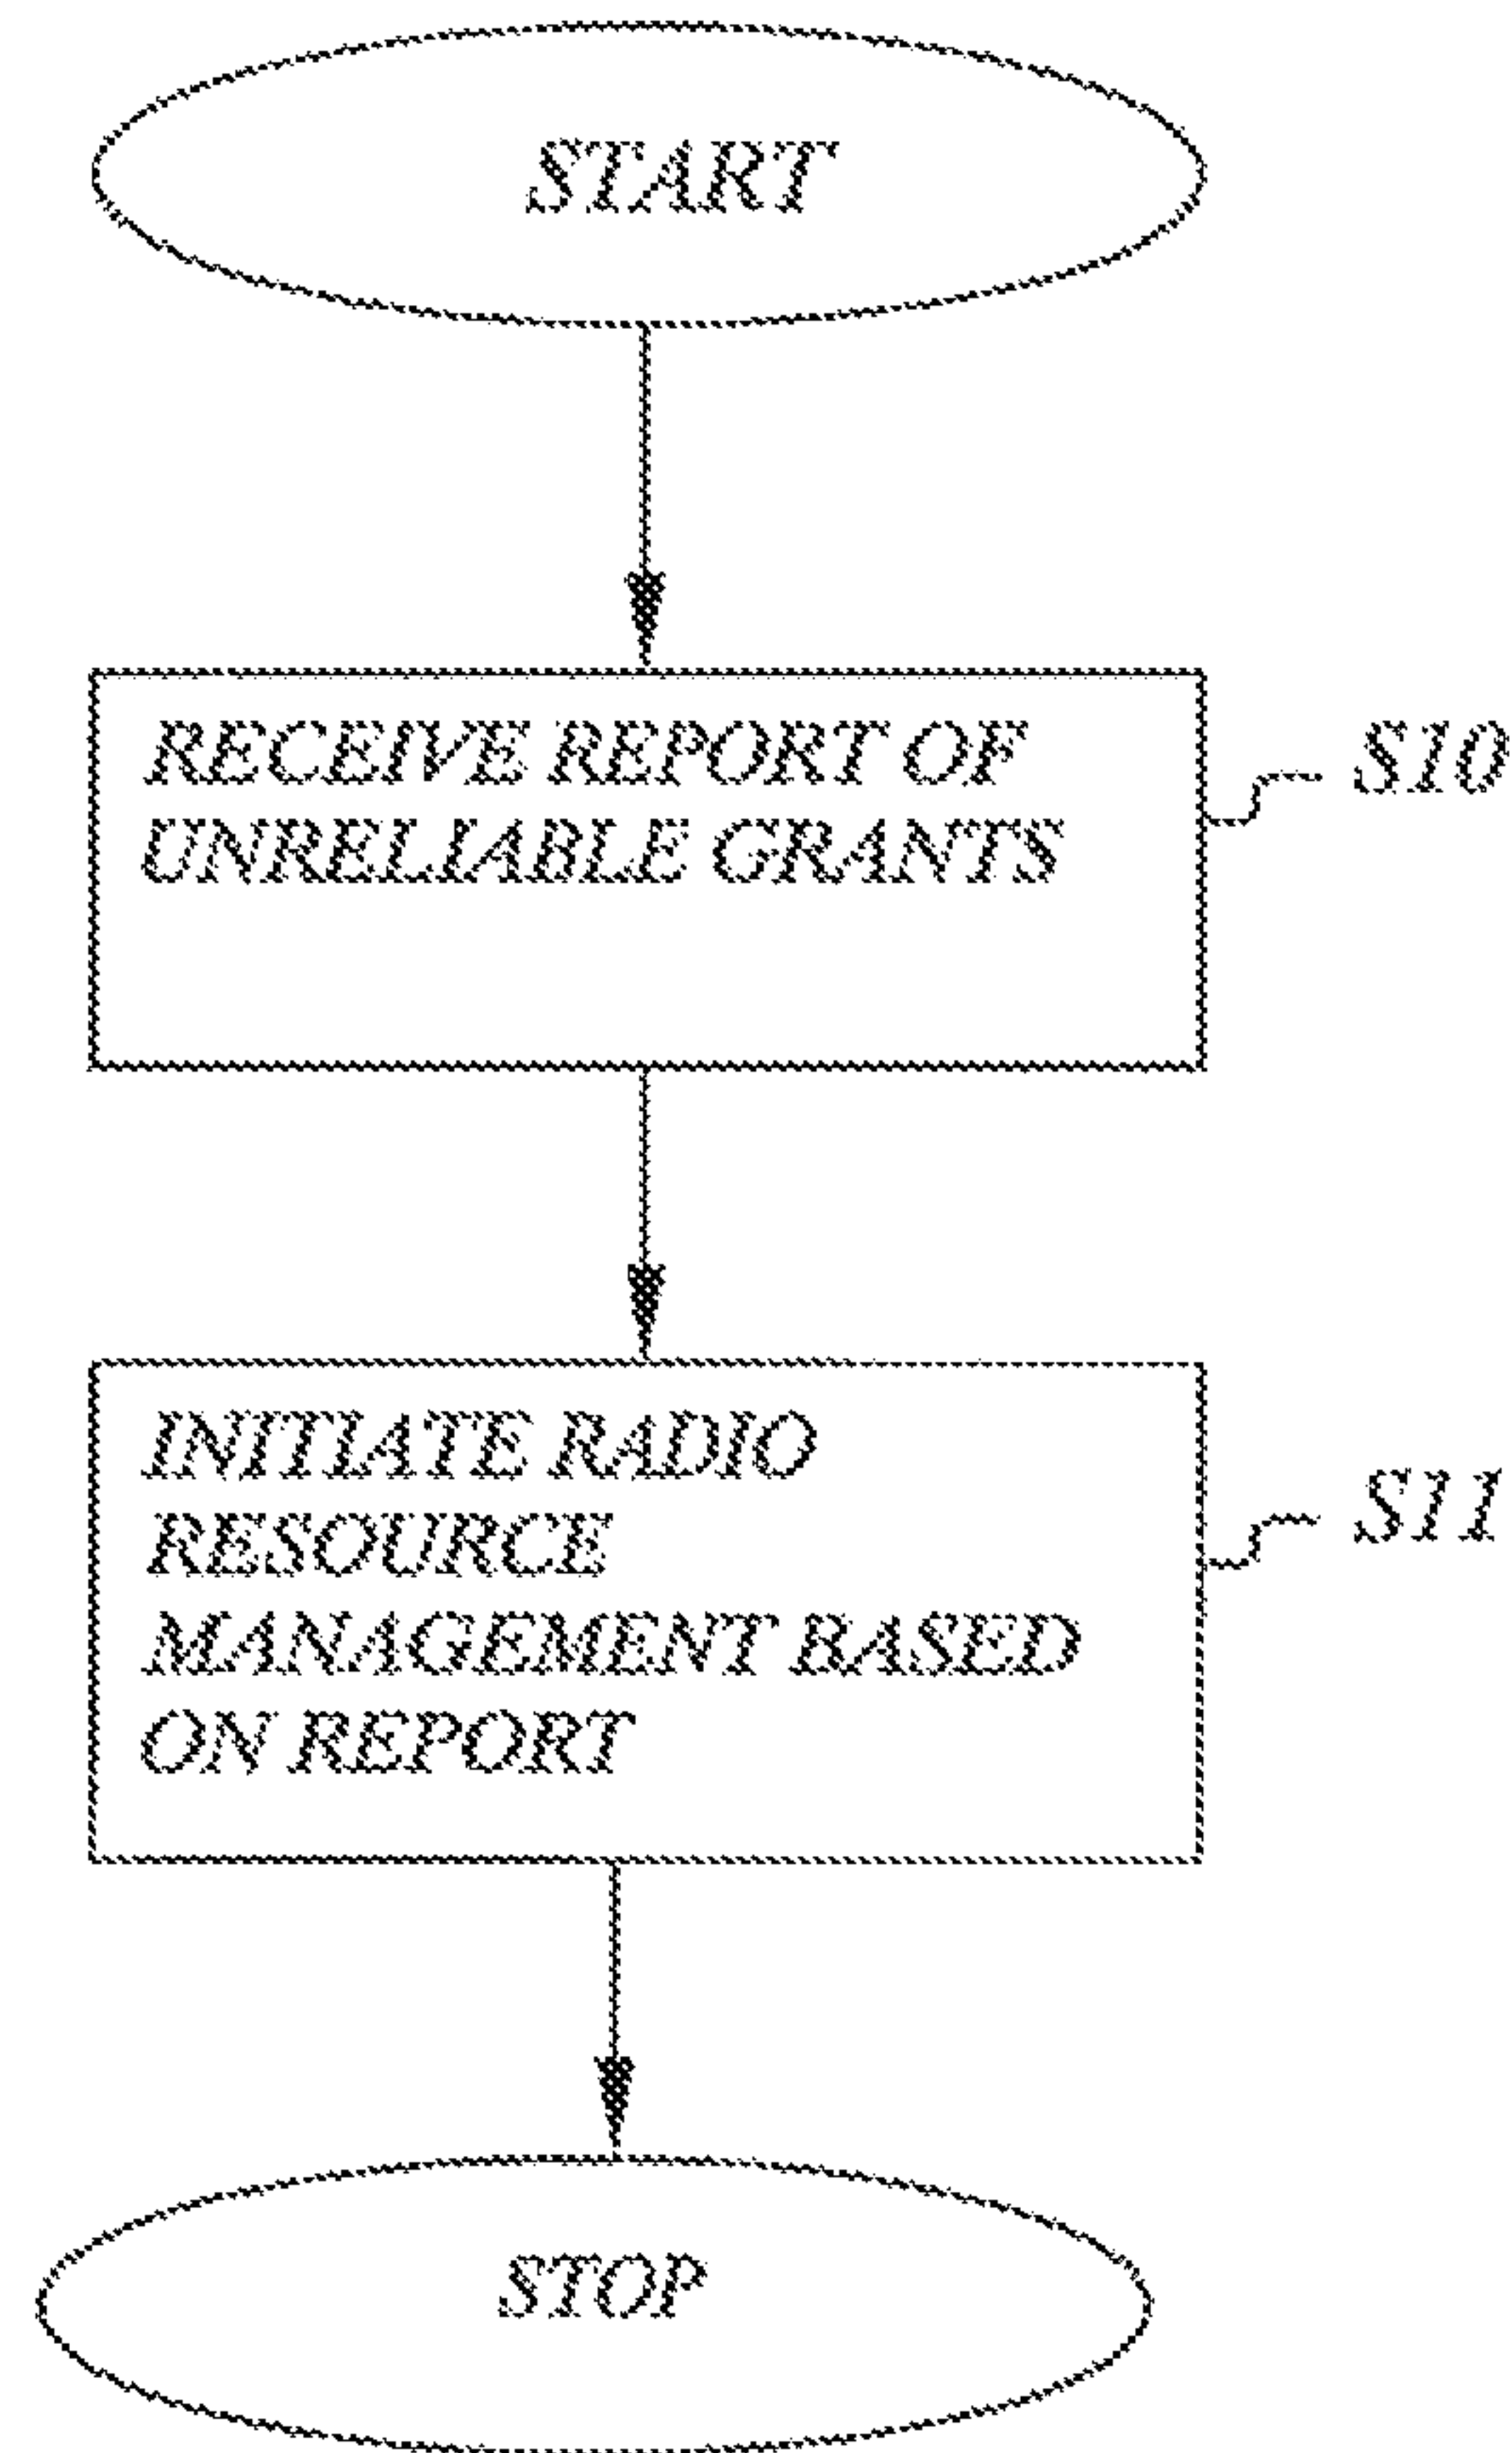 START
RECEIVE REPORT OF
UNRELIABLE GRANTS
S10
INITIATE RADIO
RESOURCE
MANAGEMENT BASED
ON REPORT
S11
STOP